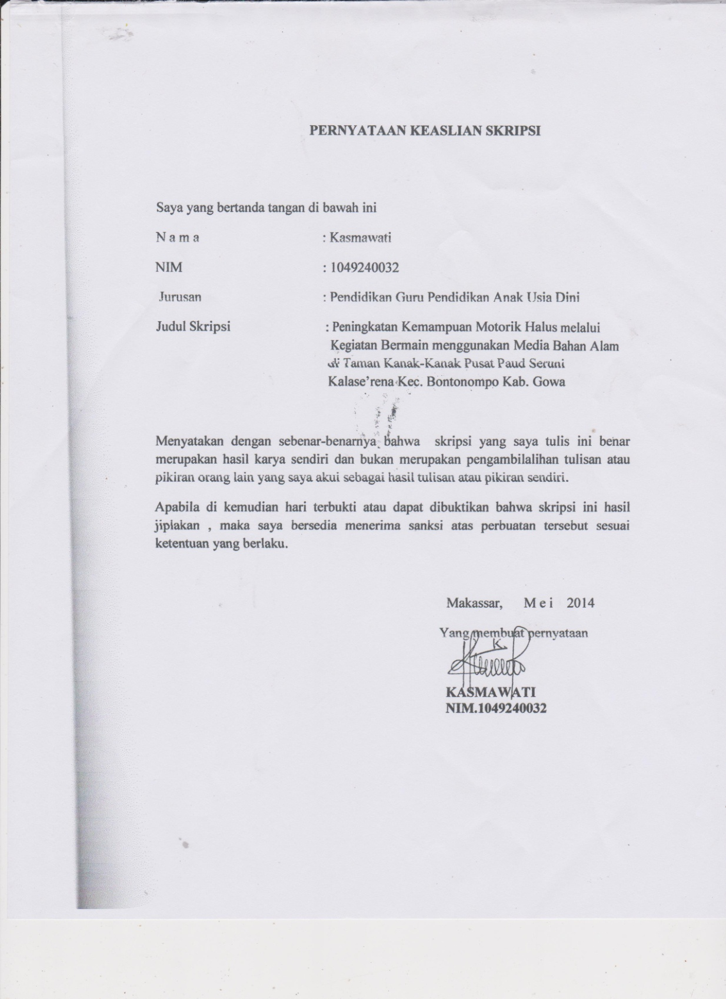 PERNYATAAN KEASLIAN SKRIPSI
Saya yang bertanda tangan di bawah ini
N a m a : Kasmawati
NIM : 1049240032
Jurusan : Pendidikan Guru Pendidikan Anak Usia Dini
Judul Skripsi : Peningkatan Kemampuan Motorik Halus melalui
Kegiatan Bermain menggunakan Media Bahan Alam
di Taman Kanak-Kanak Pusat Paud Seruni
Kalase’rena Kec. Bontonompo Kab. Gowa
Menyatakan dengan sebenar-benarnya bahwa skripsi yang saya tulis ini benar
merupakan hasil karya sendiri dan bukan merupakan pengambilalihan tulisan atau
pikiran orang lain yang saya akui sebagai hasil tulisan atau pikiran sendiri.
Apabila di kemudian hari terbukti atau dapat dibuktikan bahwa skripsi ini hasil
jiplakan , maka saya bersedia menerima sanksi atas perbuatan tersebut sesuai
ketentuan yang berlaku.
Makassar, M e i 2014
Yang membuat pernyataan
KASMAWATI
NIM.1049240032